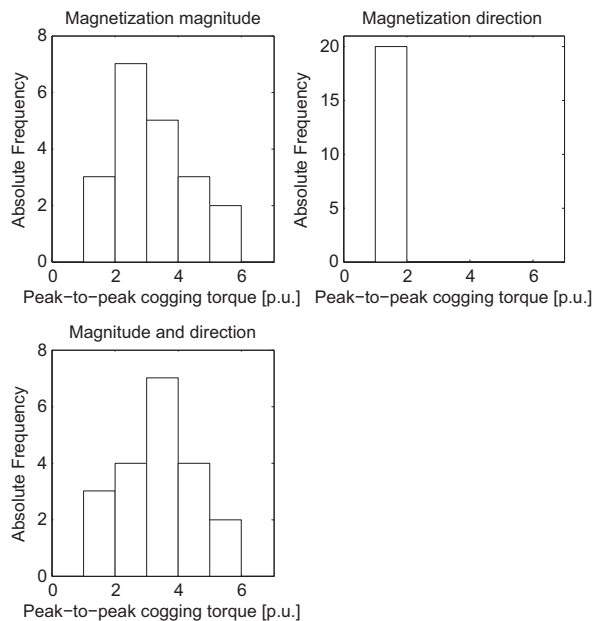 Magnetization magnitude
Absolute Frequency
8
6
4
2
0
0 2 4 6
Peak−to−peak cogging torque [p.u.]
Magnetization direction
Absolute Frequency
20
15
10
5
0
0 2 4 6
Peak−to−peak cogging torque [p.u.]
Magnitude and direction
Absolute Frequency
8
6
4
2
0
0 2 4 6
Peak−to−peak cogging torque [p.u.]